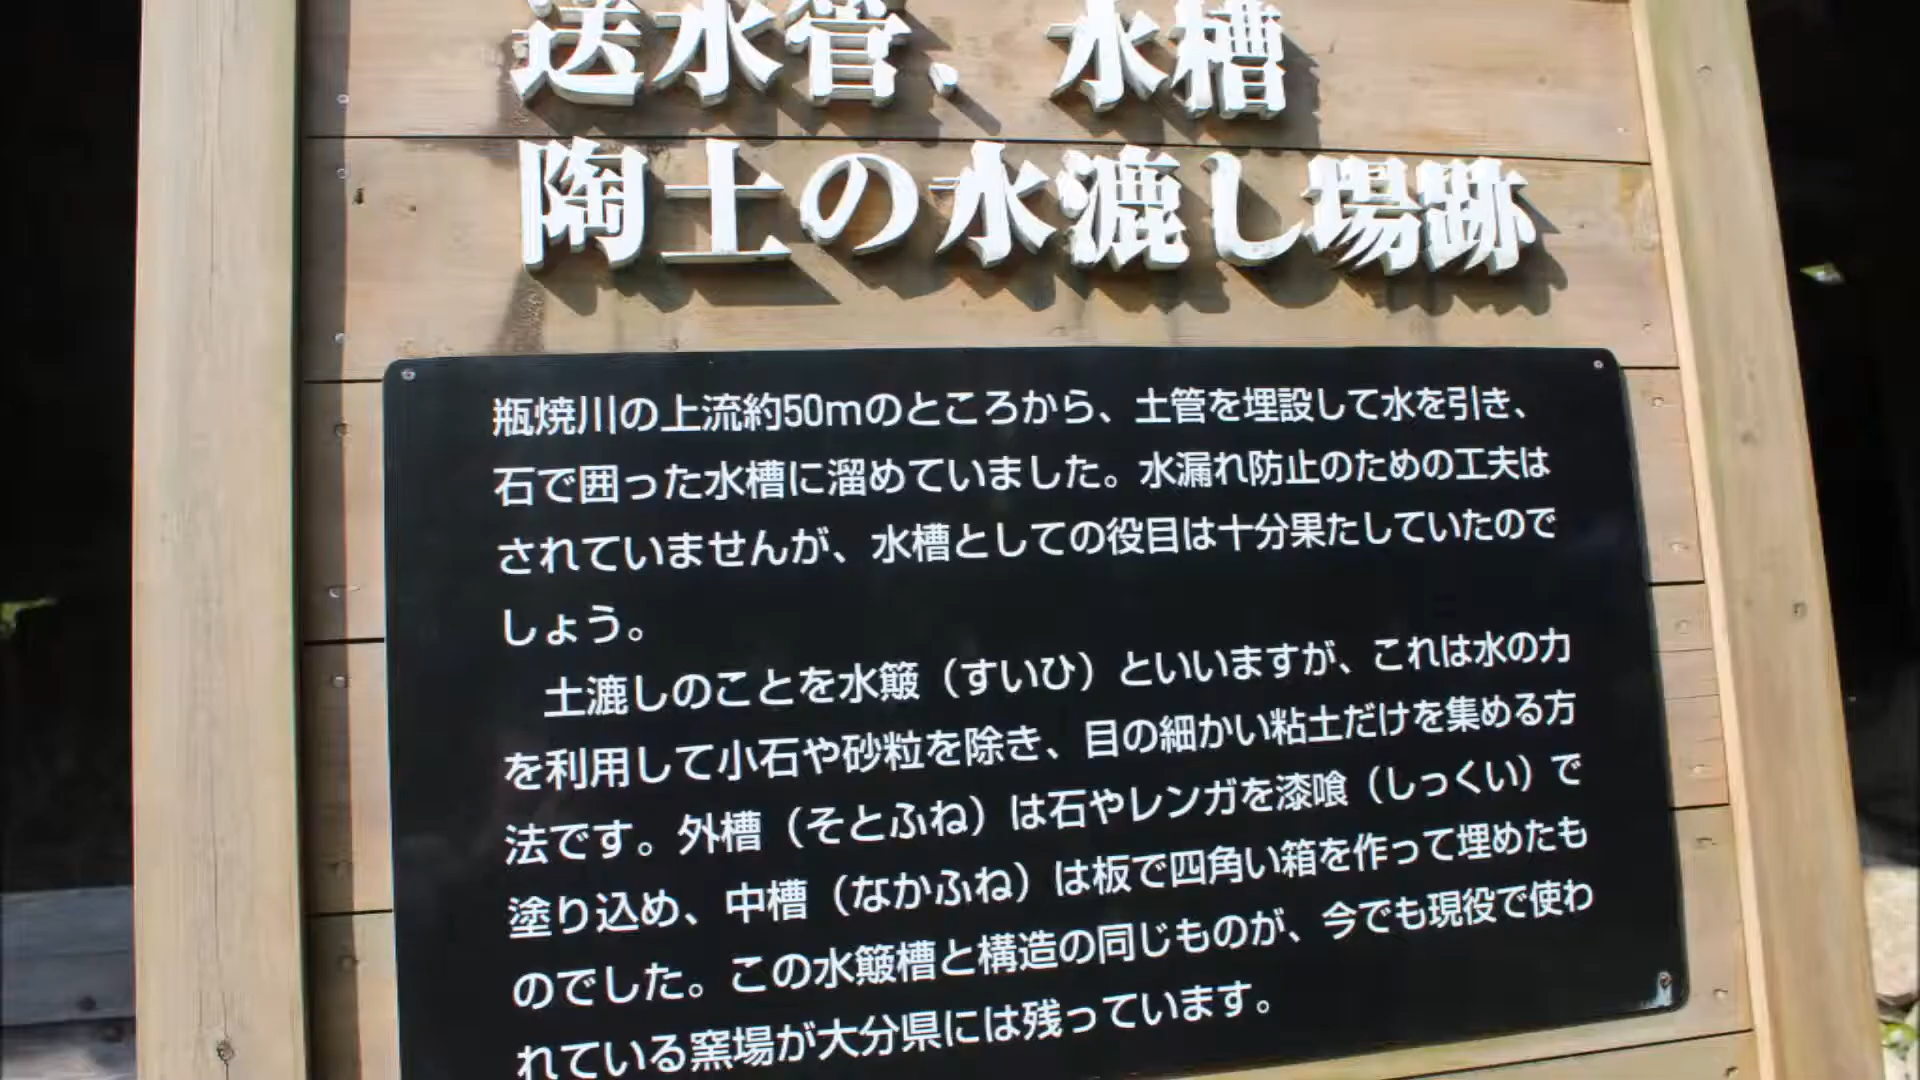 送水管、水槽
陶土の水漉し場跡
瓶焼川の上流約50mのところから、土管を埋設して水を引き、
石で囲った水槽に溜めていました。水漏れ防止のための工夫は
されていませんが、水槽としての役目は十分果たしていたので
しょう。
土漉しのことを水簸（すいひ）といいますが、これは水の力
を利用して小石や砂粒を除き、目の細かい粘土だけを集める方
法です。外槽（そとふね）は石やレンガを漆喰（しっくい）で
塗り込め、中槽（なかふね）は板で四角い箱を作って埋めたも
のでした。この水簸槽と構造の同じものが、今でも現役で使わ
れている窯場が大分県には残っています。